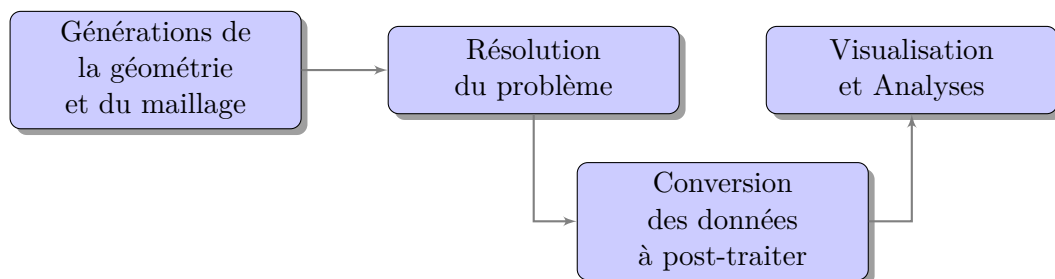 Générations de
la géométrie
et du maillage
Résolution
du problème
Conversion
des données
à post-traiter
Visualisation
et Analyses